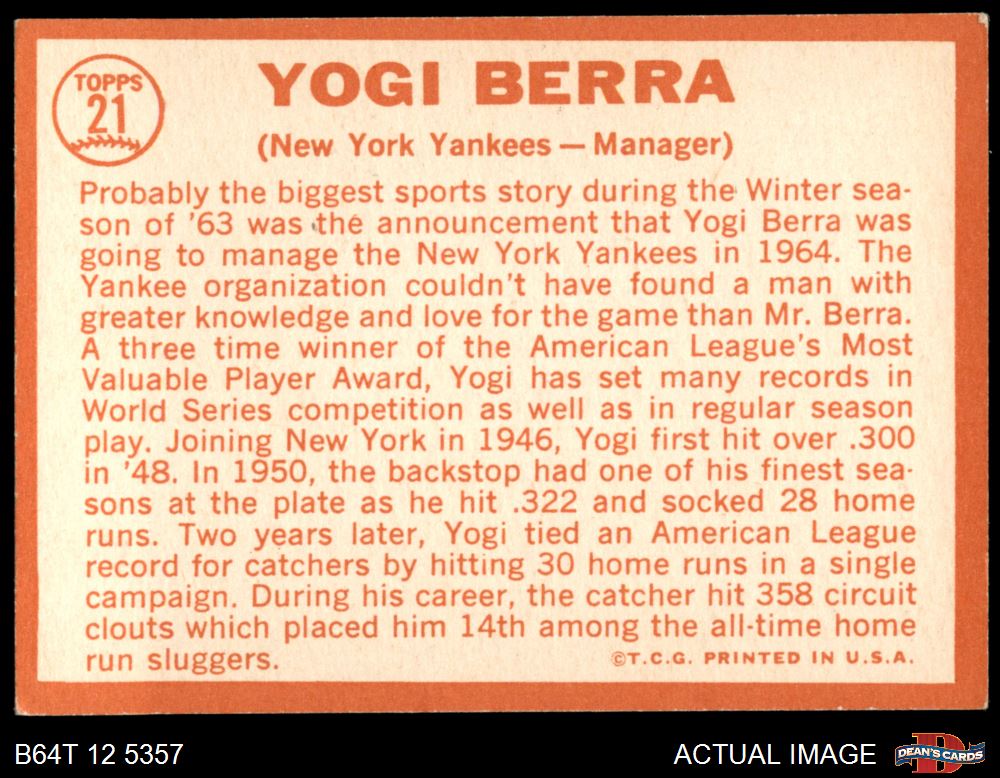 TOPPS
21
YOGI BERRA
(New York Yankees — Manager)
Probably the biggest sports story during the Winter sea-
son of '63 was the announcement that Yogi Berra was
going to manage the New York Yankees in 1964. The
Yankee organization couldn't have found a man with
greater knowledge and love for the game than Mr. Berra.
A three time winner of the American League's Most
Valuable Player Award, Yogi has set many records in
World Series competition as well as in regular season
play. Joining New York in 1946, Yogi first hit over .300
in '48. In 1950, the backstop had one of his finest sea-
sons at the plate as he hit .322 and socked 28 home
runs. Two years later, Yogi tied an American League
record for catchers by hitting 30 home runs in a single
campaign. During his career, the catcher hit 358 circuit
clouts which placed him 14th among the all-time home
run sluggers.
©T.C.G. PRINTED IN U.S.A.
B64T 12 5357
ACTUAL IMAGE
D
DEAN'S CARDS